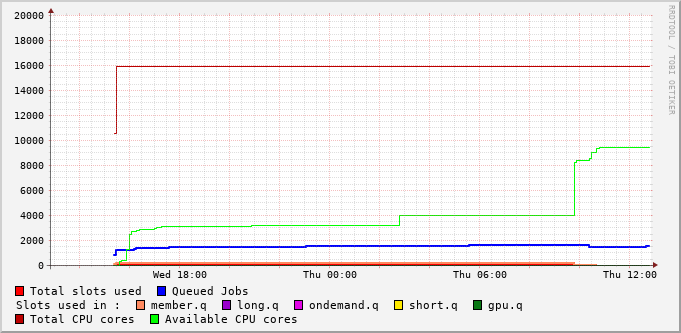 RRDTOOL / TOBI OETIKER
20000
18000
16000
14000
12000
10000
8000
6000
4000
2000
0
Wed 18:00 Thu 00:00 Thu 06:00 Thu 12:00
Total slots used Queued Jobs
Slots used in : member.q long.q ondemand.q short.q gpu.q
Total CPU cores Available CPU cores